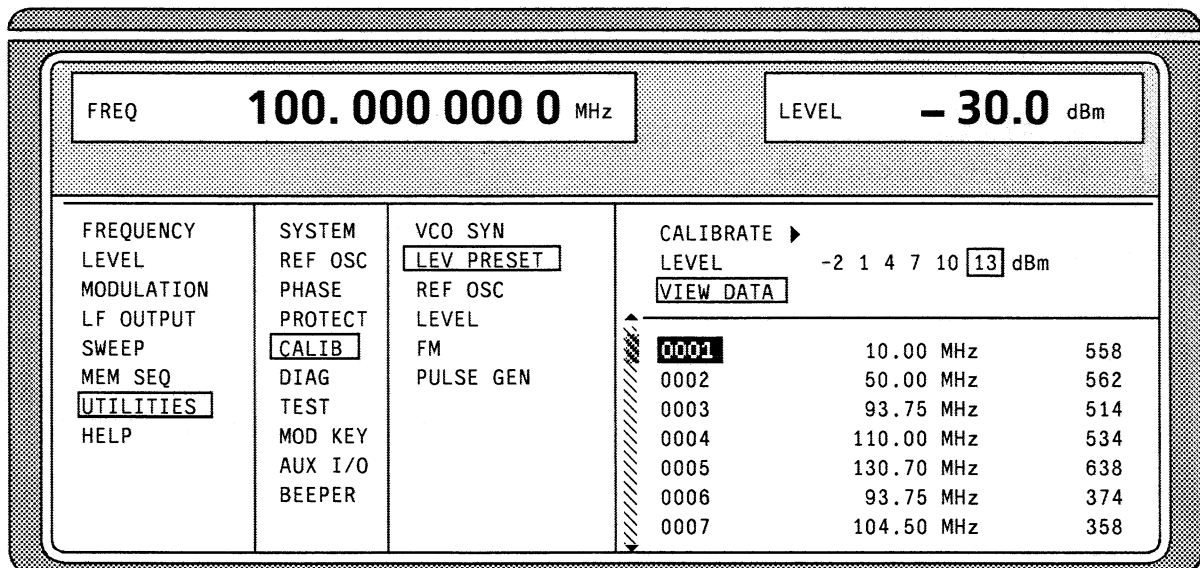 FREQ 100. 000 000 0 MHz
LEVEL – 30.0 dBm
FREQUENCY
LEVEL
MODULATION
LF OUTPUT
SWEEP
MEM SEQ
UTILITIES
HELP
SYSTEM
REF OSC
PHASE
PROTECT
CALIB
DIAG
TEST
MOD KEY
AUX I/O
BEEPER
VCO SYN
LEV PRESET
REF OSC
LEVEL
FM
PULSE GEN
CALIBRATE ▶
LEVEL -2 1 4 7 10 13 dBm
VIEW DATA
0001 10.00 MHz 558
0002 50.00 MHz 562
0003 93.75 MHz 514
0004 110.00 MHz 534
0005 130.70 MHz 638
0006 93.75 MHz 374
0007 104.50 MHz 358